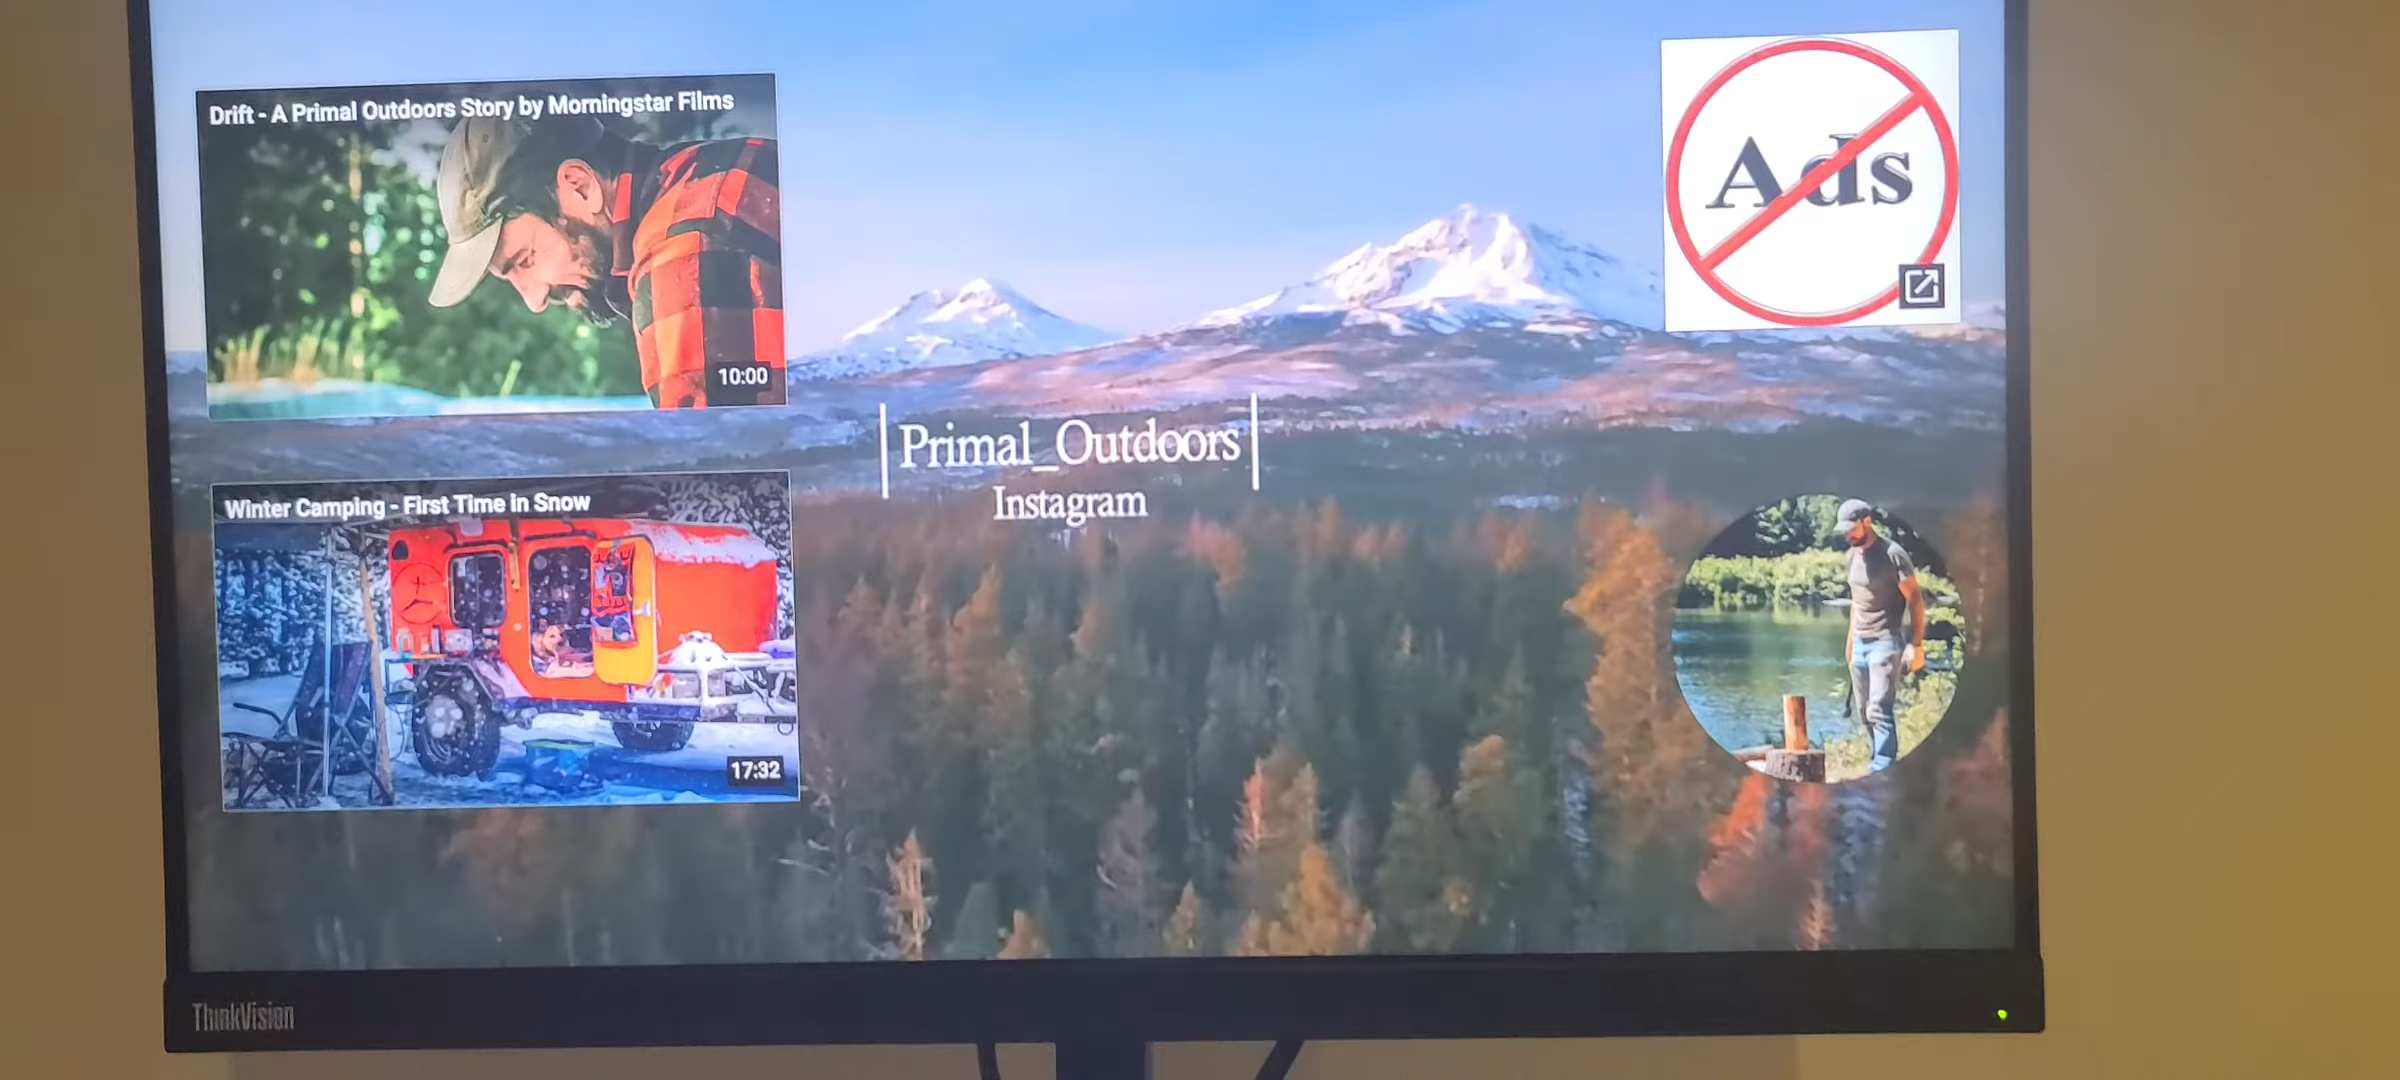 Drift - A Primal Outdoors Story by Morningstar Films
10:00
Ads
Primal_Outdoors
Instagram
Winter Camping - First Time in Snow
17:32
ThinkVision